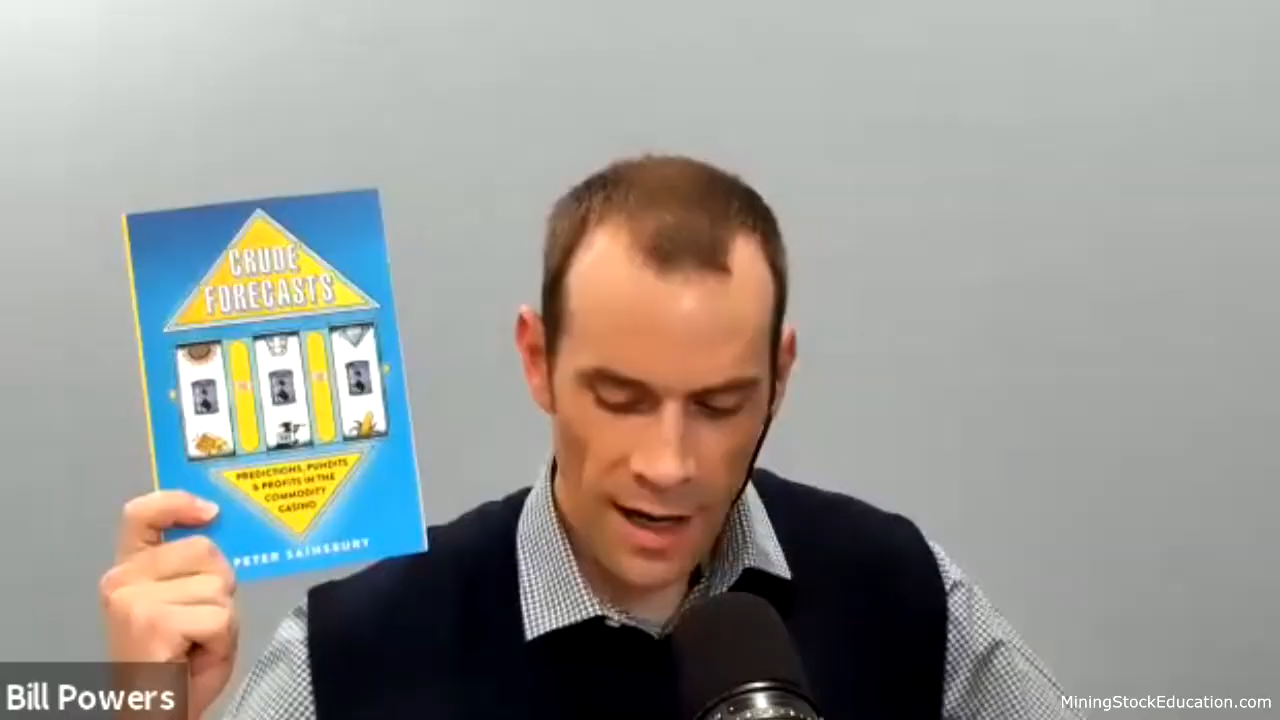 CRUDE
FORECASTS
PREDICTIONS, PUNDITS
& PROFITS IN THE
COMMODITY
CASINO
PETER SAINSBURY
Bill Powers
MiningStockEducation.com